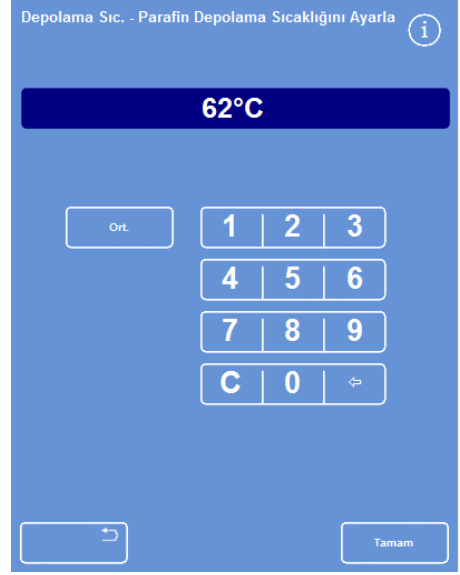 Depolama Sıc. - Parafin Depolama Sıcaklığını Ayarla
i
62°C
Ort.
1 2 3
4 5 6
7 8 9
C 0 ⇦
Tamam